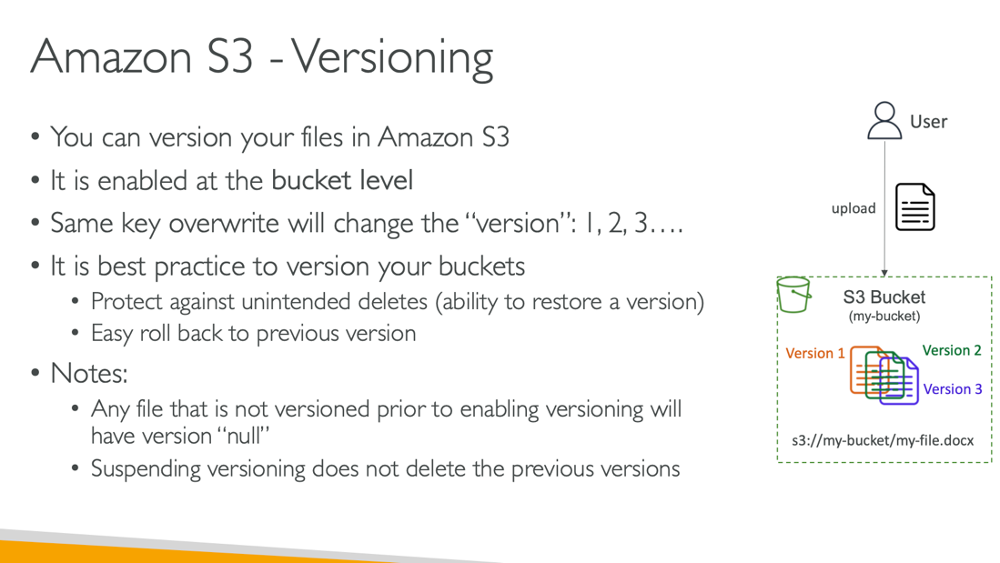 Amazon S3 - Versioning
• You can version your files in Amazon S3
• It is enabled at the bucket level
• Same key overwrite will change the “version”: 1, 2, 3….
• It is best practice to version your buckets
• Protect against unintended deletes (ability to restore a version)
• Easy roll back to previous version
• Notes:
• Any file that is not versioned prior to enabling versioning will
have version “null”
• Suspending versioning does not delete the previous versions
User
upload
S3 Bucket
(my-bucket)
Version 1
Version 2
Version 3
s3://my-bucket/my-file.docx